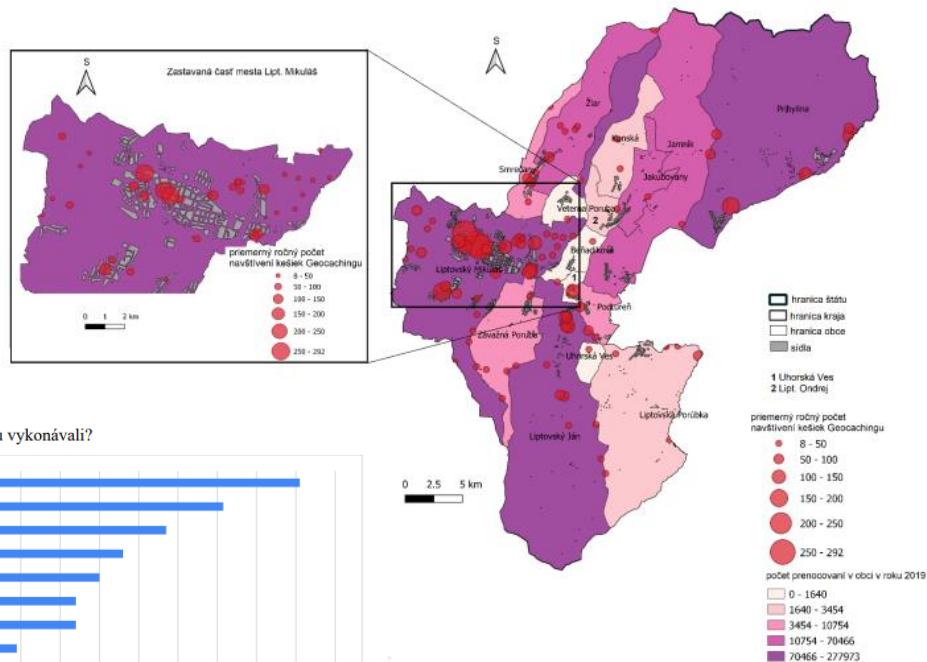 S
Zastavaná časť mesta Lipt. Mikuláš
priemerný ročný počet
navštívení kešiek Geocachingu
8 - 50
50 - 100
100 - 150
150 - 200
200 - 250
250 - 292
0 1 2 km
S
Žiar
Pribylina
Konská
Jamník
Smrečany
Jakubovany
Veterná Poruba
2
Beňadiková
Liptovský Mikuláš
1
Podtureň
Závažná Poruba
Uhorská Ves
Liptovská Porúbka
Liptovský Ján
0 2.5 5 km
hranica štátu
hranica kraja
hranica obce
sídla
1 Uhorská Ves
2 Lipt. Ondrej
priemerný ročný počet
navštívení kešiek Geocachingu
8 - 50
50 - 100
100 - 150
150 - 200
200 - 250
250 - 292
počet prenocovaní v obci v roku 2019
0 - 1640
1640 - 3454
3454 - 10754
10754 - 70466
70466 - 277973
vykonávali?